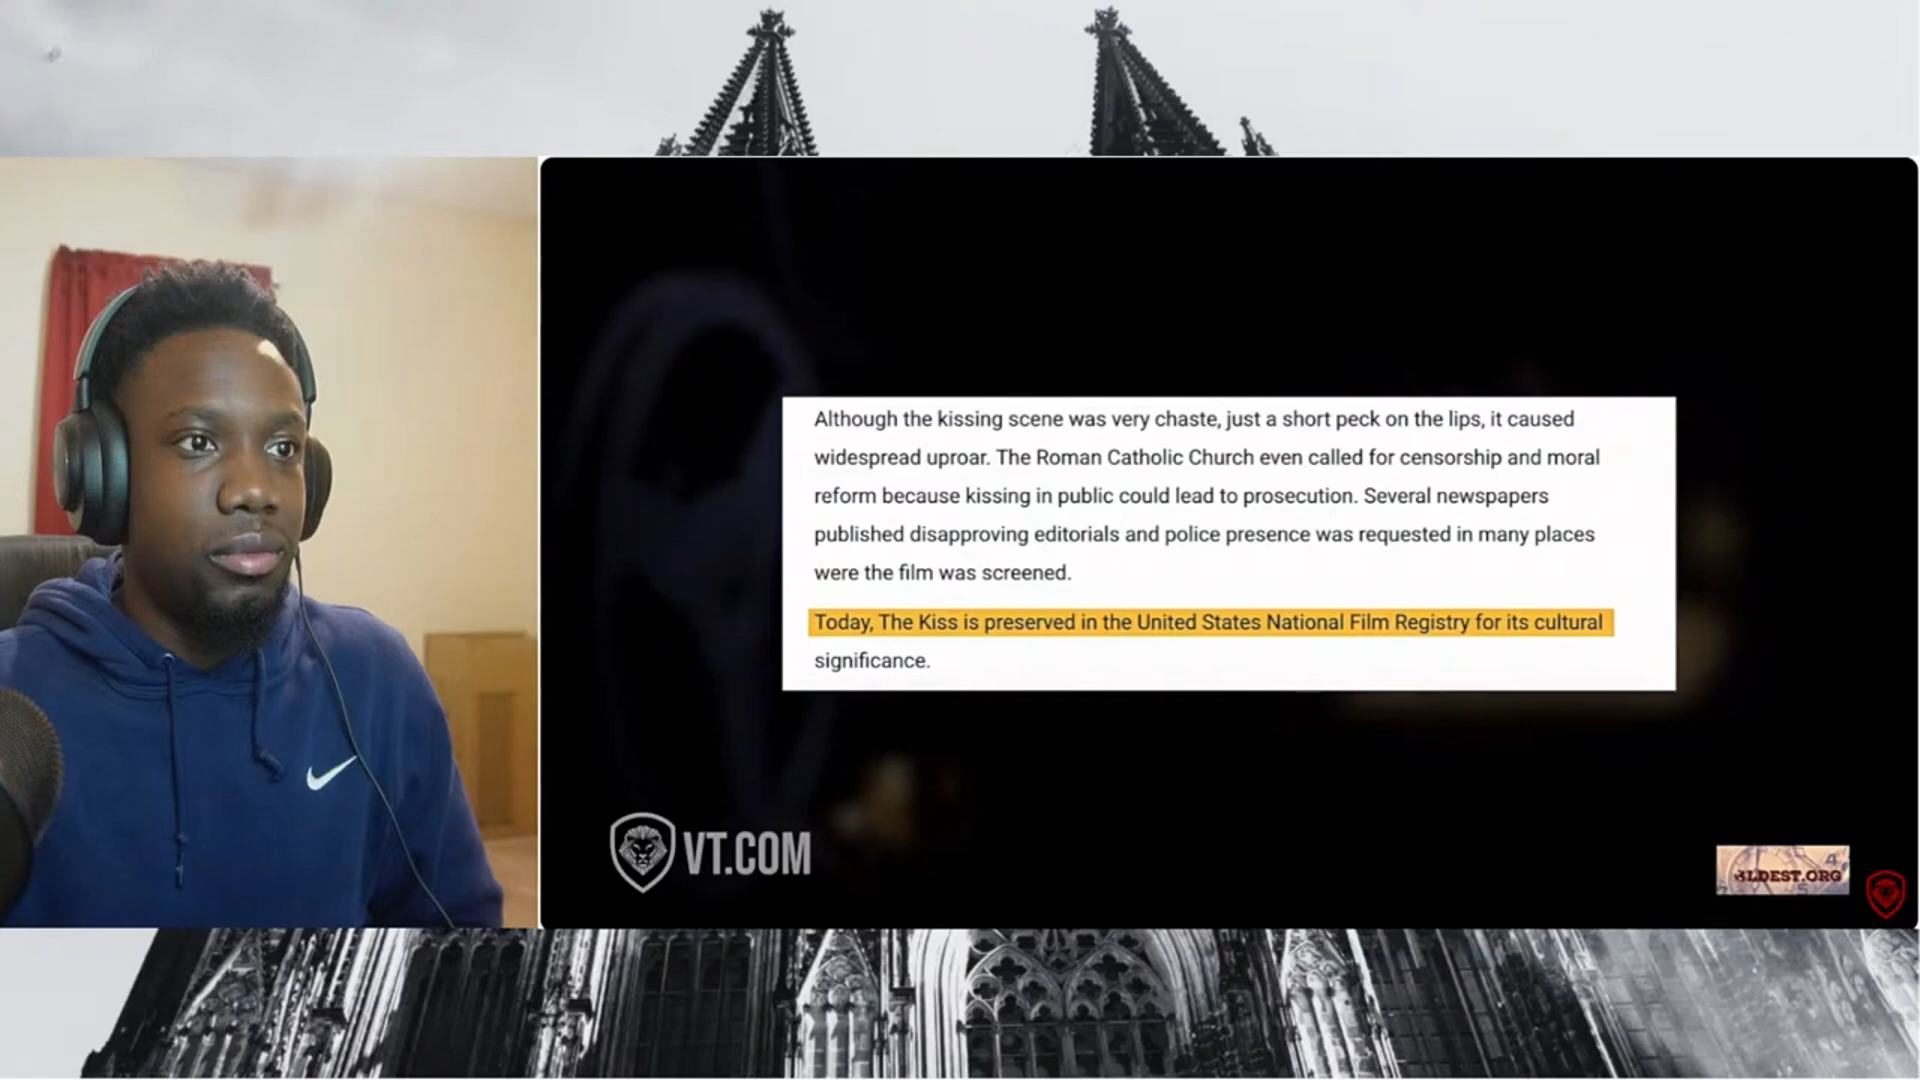 Although the kissing scene was very chaste, just a short peck on the lips, it caused
widespread uproar. The Roman Catholic Church even called for censorship and moral
reform because kissing in public could lead to prosecution. Several newspapers
published disapproving editorials and police presence was requested in many places
were the film was screened.
Today, The Kiss is preserved in the United States National Film Registry for its cultural
significance.
VT.COM
LDEST.ORG